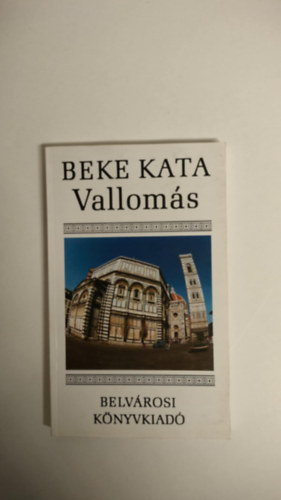 BEKE KATA
Vallomás
BELVÁROSI
KÖNYVKIADÓ